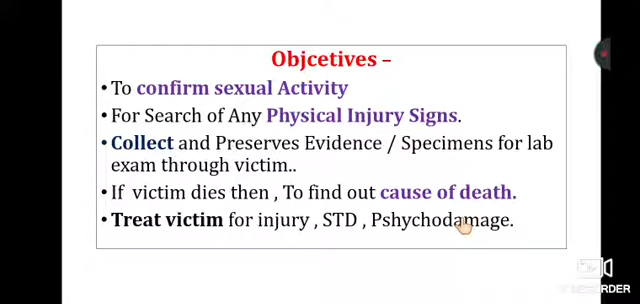 Objcetives –
• To confirm sexual Activity
• For Search of Any Physical Injury Signs.
• Collect and Preserves Evidence / Specimens for lab
exam through victim..
• If victim dies then , To find out cause of death.
• Treat victim for injury , STD , Pshychodamage.